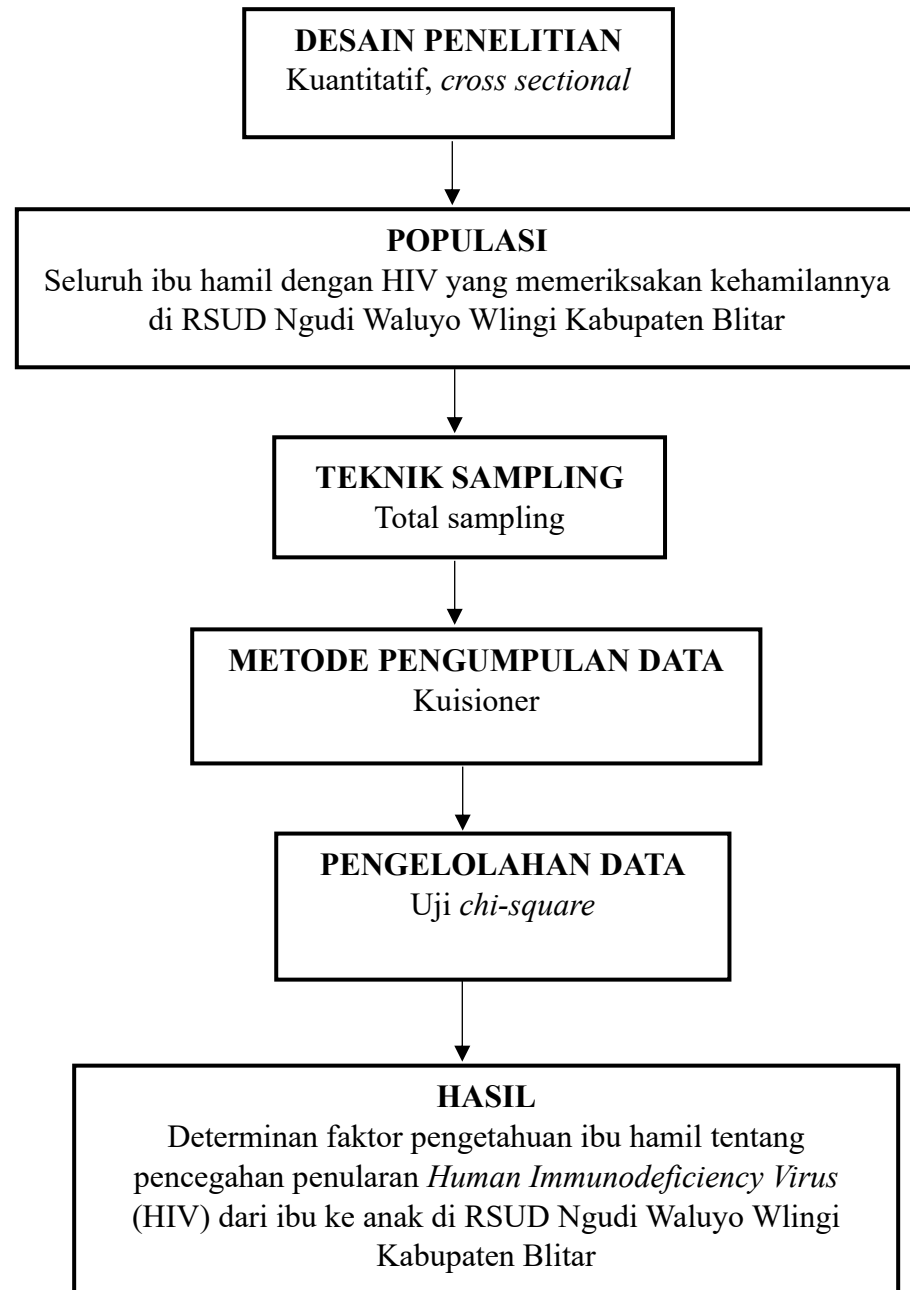 DESAIN PENELITIAN
Kuantitatif, cross sectional
POPULASI
Seluruh ibu hamil dengan HIV yang memeriksakan kehamilannya
di RSUD Ngudi Waluyo Wlingi Kabupaten Blitar
TEKNIK SAMPLING
Total sampling
METODE PENGUMPULAN DATA
Kuisioner
PENGELOLAHAN DATA
Uji chi-square
HASIL
Determinan faktor pengetahuan ibu hamil tentang
pencegahan penularan Human Immunodeficiency Virus
(HIV) dari ibu ke anak di RSUD Ngudi Waluyo Wlingi
Kabupaten Blitar